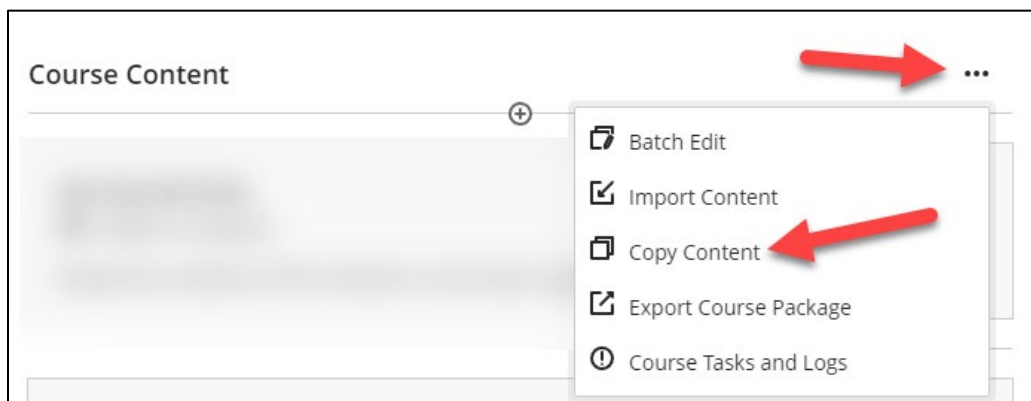 Course Content
Batch Edit
Import Content
Copy Content
Export Course Package
Course Tasks and Logs